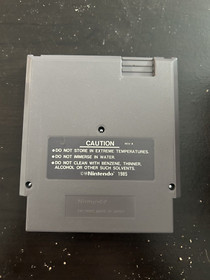 CAUTION
•DO NOT STORE IN EXTREME TEMPERATURES.
•DO NOT IMMERSE IN WATER.
•DO NOT CLEAN WITH BENZENE, THINNER,
ALCOHOL OR OTHER SUCH SOLVENTS.
©Nintendo 1985